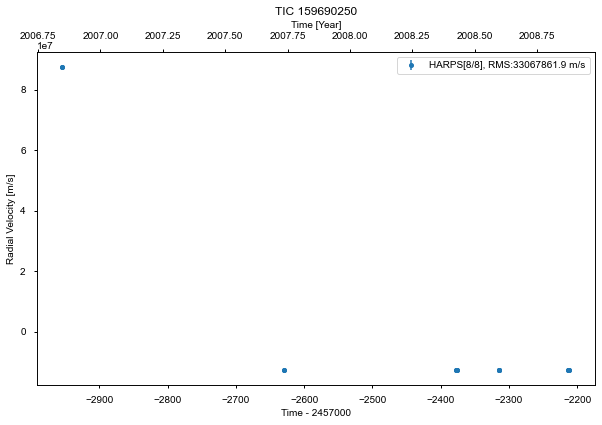 TIC 159690250
Time [Year]
2006.75 2007.00 2007.25 2007.50 2007.75 2008.00 2008.25 2008.50 2008.75
1e7
HARPS[8/8], RMS:33067861.9 m/s
8
6
4
2
0
Radial Velocity [m/s]
−2900 −2800 −2700 −2600 −2500 −2400 −2300 −2200
Time - 2457000